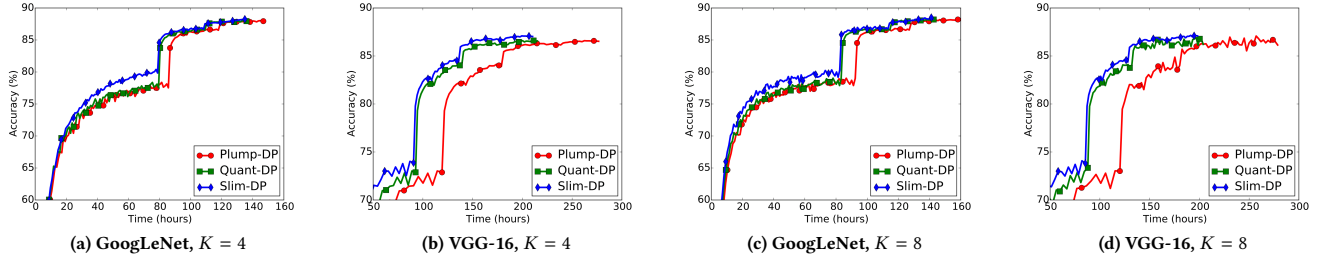 90
85
80
75
70
65
60
Accuracy (%)
0 20 40 60 80 100 120 140 160
Time (hours)
Plump-DP
Quant-DP
Slim-DP
(a) GoogLeNet, K = 4
90
85
80
75
70
Accuracy (%)
50 100 150 200 250 300
Time (hours)
Plump-DP
Quant-DP
Slim-DP
(b) VGG-16, K = 4
90
85
80
75
70
65
60
Accuracy (%)
0 20 40 60 80 100 120 140 160
Time (hours)
Plump-DP
Quant-DP
Slim-DP
(c) GoogLeNet, K = 8
90
85
80
75
70
Accuracy (%)
50 100 150 200 250 300
Time (hours)
Plump-DP
Quant-DP
Slim-DP
(d) VGG-16, K = 8